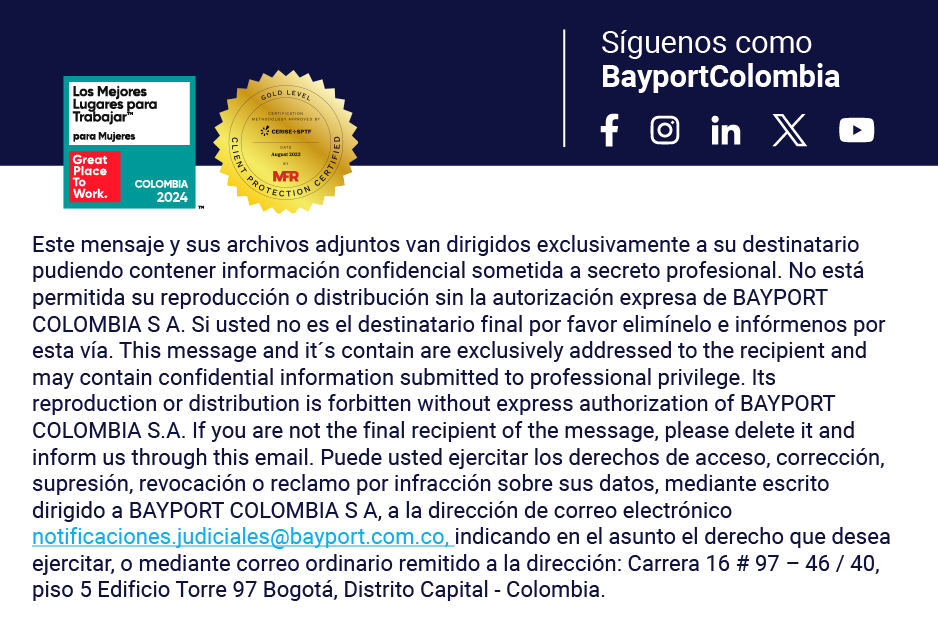 Síguenos como
BayportColombia
Los Mejores
Lugares para
Trabajar™
para Mujeres
Great
Place
To
Work.
COLOMBIA
2024
™
GOLD LEVEL
CERTIFICATION
METHODOLOGY APPROVED BY
CERISE+SPTF
DATE
August 2022
BY
MFR
CLIENT PROTECTION CERTIFIED
Este mensaje y sus archivos adjuntos van dirigidos exclusivamente a su destinatario
pudiendo contener información confidencial sometida a secreto profesional. No está
permitida su reproducción o distribución sin la autorización expresa de BAYPORT
COLOMBIA S A. Si usted no es el destinatario final por favor elimínelo e infórmenos por
esta vía. This message and it´s contain are exclusively addressed to the recipient and
may contain confidential information submitted to professional privilege. Its
reproduction or distribution is forbitten without express authorization of BAYPORT
COLOMBIA S.A. If you are not the final recipient of the message, please delete it and
inform us through this email. Puede usted ejercitar los derechos de acceso, corrección,
supresión, revocación o reclamo por infracción sobre sus datos, mediante escrito
dirigido a BAYPORT COLOMBIA S A, a la dirección de correo electrónico
notificaciones.judiciales@bayport.com.co, indicando en el asunto el derecho que desea
ejercitar, o mediante correo ordinario remitido a la dirección: Carrera 16 # 97 – 46 / 40,
piso 5 Edificio Torre 97 Bogotá, Distrito Capital - Colombia.